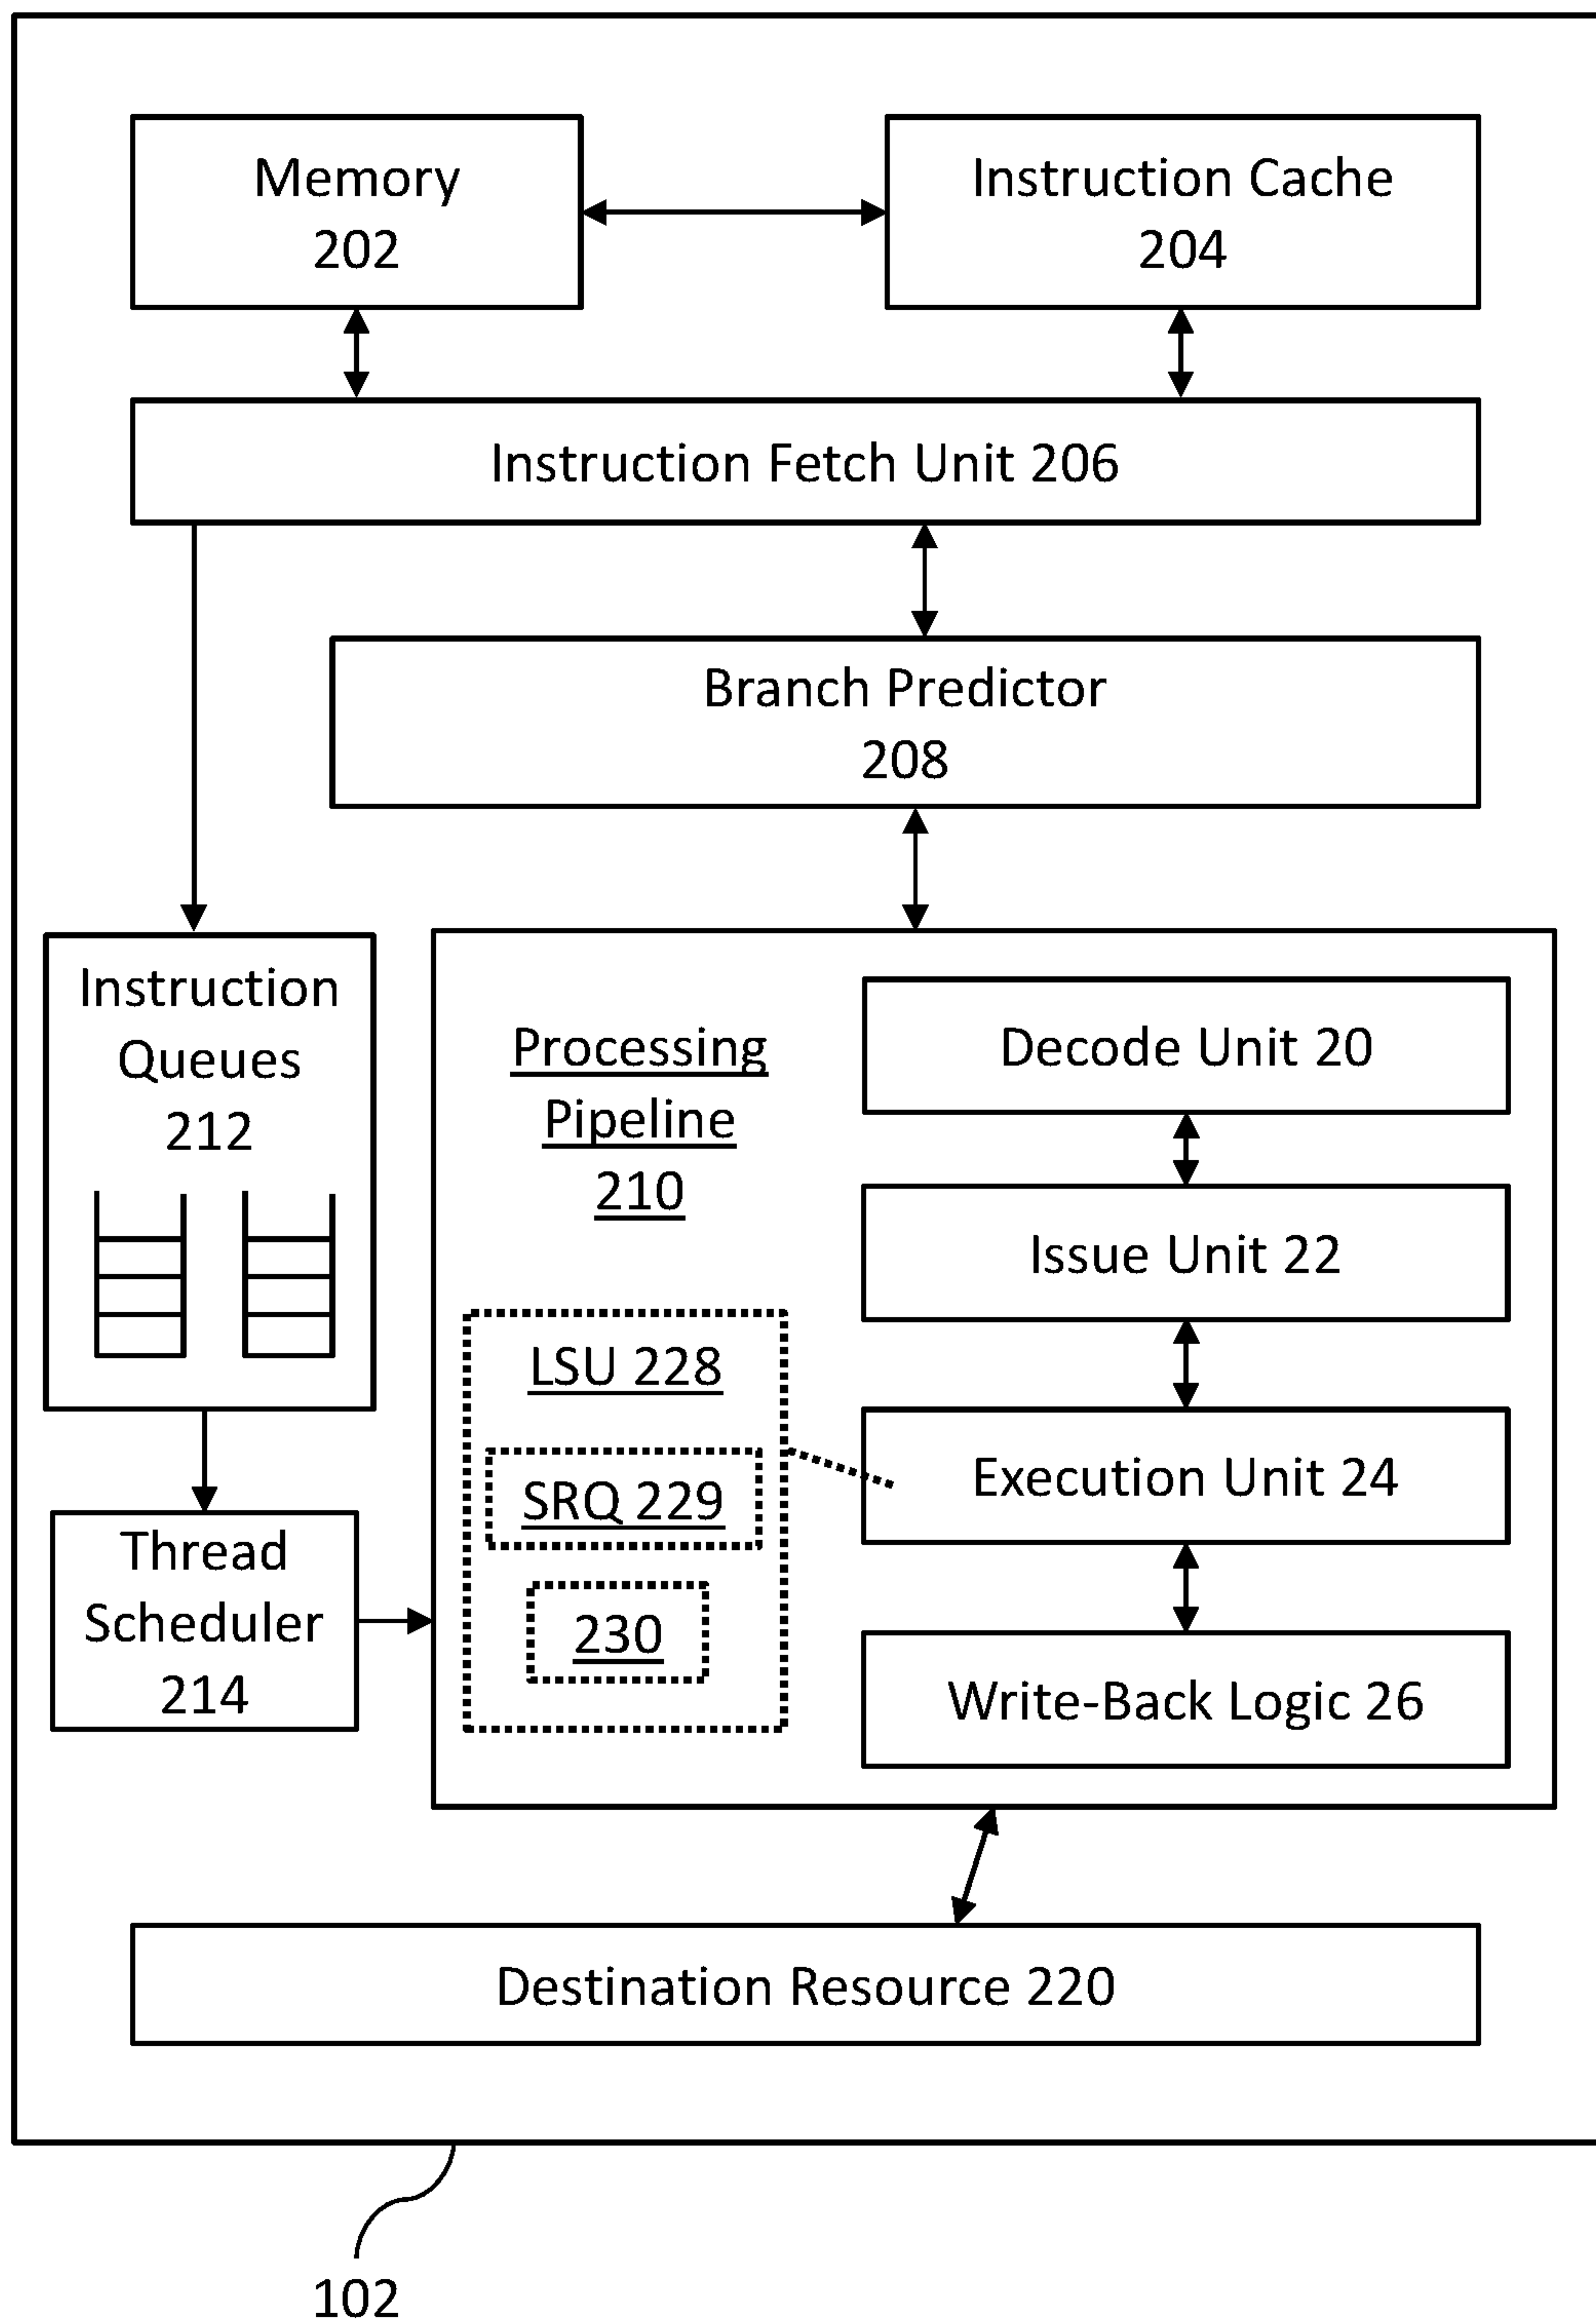 Memory
202
Instruction Cache
204
Instruction Fetch Unit 206
Branch Predictor
208
Instruction
Queues
212
Processing
Pipeline
210
Decode Unit 20
Issue Unit 22
LSU 228
SRQ 229
230
Execution Unit 24
Write-Back Logic 26
Thread
Scheduler
214
Destination Resource 220
102